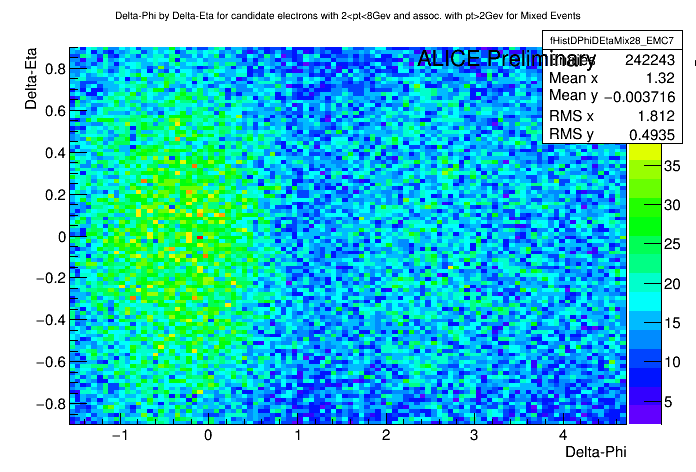 Delta-Phi by Delta-Eta for candidate electrons with 2<pt<8Gev and assoc. with pt>2Gev for Mixed Events
ALICE Preliminary
fHistDPhiDEtaMix28_EMC7
242243
Mean x 1.32
Mean y −0.003716
RMS x 1.812
RMS y 0.4935
Delta-Eta
0.8
0.6
0.4
0.2
0
−0.2
−0.4
−0.6
−0.8
35
30
25
20
15
10
5
−1 0 1 2 3 4
Delta-Phi